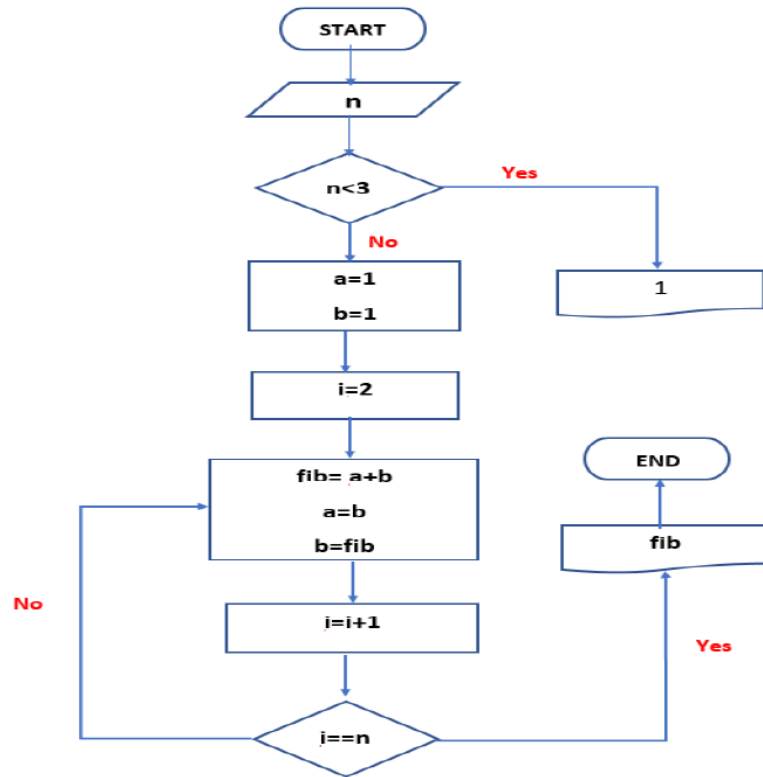 START
n
n<3
Yes
No
a=1
b=1
1
i=2
fib= a+b
a=b
b=fib
END
fib
No
i=i+1
Yes
i==n